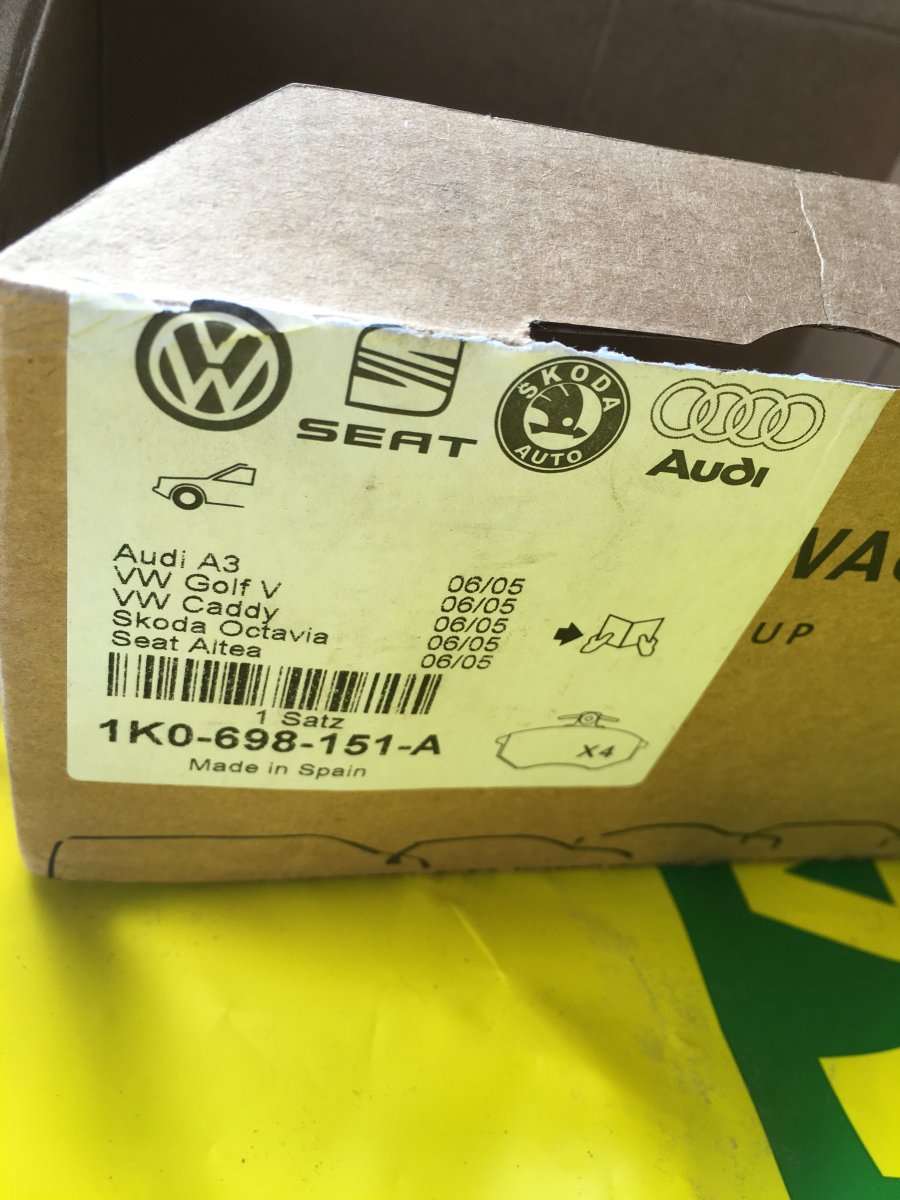 SEAT
ŠKODA
AUTO
Audi
Audi A3
VW Golf V 06/05
VW Caddy 06/05
Skoda Octavia 06/05
Seat Altea 06/05
06/05
1 Satz
1K0-698-151-A
Made in Spain
X4
UP